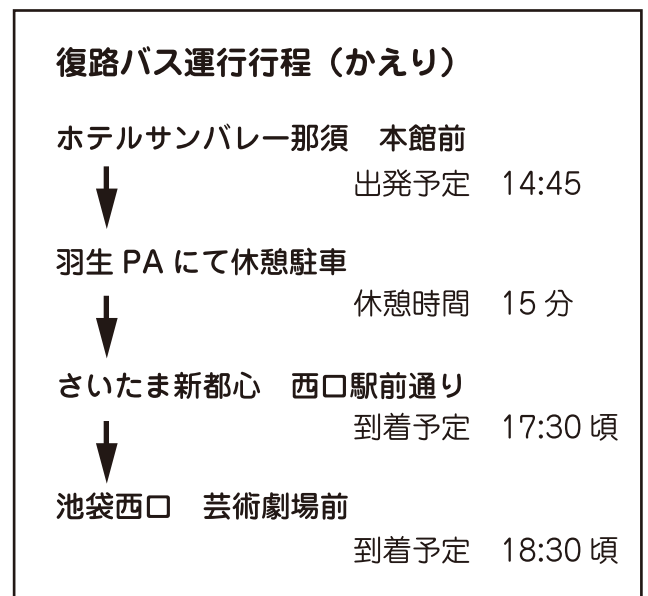 復路バス運行行程（かえり）
ホテルサンバレー那須　本館前
出発予定　14:45
羽生 PA にて休憩駐車
休憩時間　15 分
さいたま新都心　西口駅前通り
到着予定　17:30 頃
池袋西口　芸術劇場前
到着予定　18:30 頃